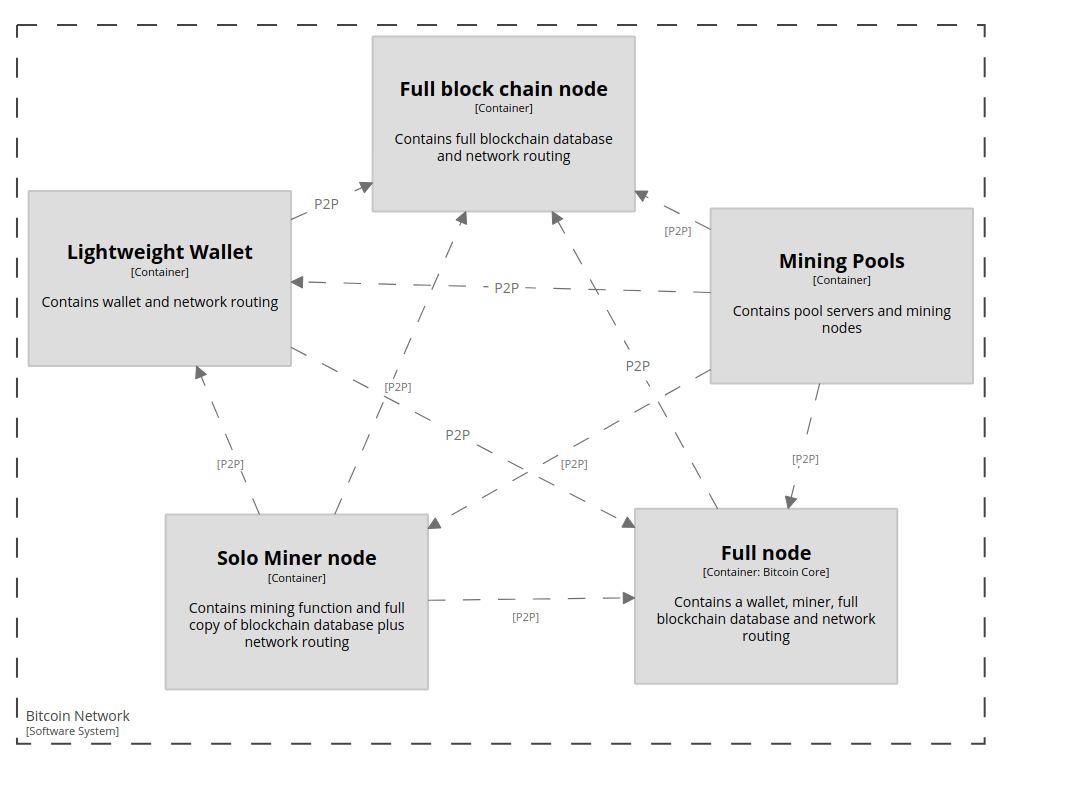 Full block chain node
[Container]
Contains full blockchain database
and network routing
P2P
[P2P]
Lightweight Wallet
[Container]
Contains wallet and network routing
Mining Pools
[Container]
Contains pool servers and mining
nodes
P2P
P2P
[P2P]
P2P
[P2P]
[P2P]
[P2P]
Solo Miner node
[Container]
Contains mining function and full
copy of blockchain database plus
network routing
[P2P]
Full node
[Container: Bitcoin Core]
Contains a wallet, miner, full
blockchain database and network
routing
Bitcoin Network
[Software System]